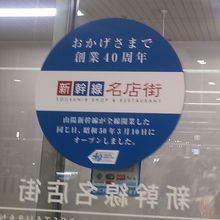 おかげさまで
創業40周年
新幹線名店街
SOUVENIR SHOP & RESTAURANT
山陽新幹線が全線開業した
同じ日、昭和50年3月10日に
オープンしました。
新幹線名店街